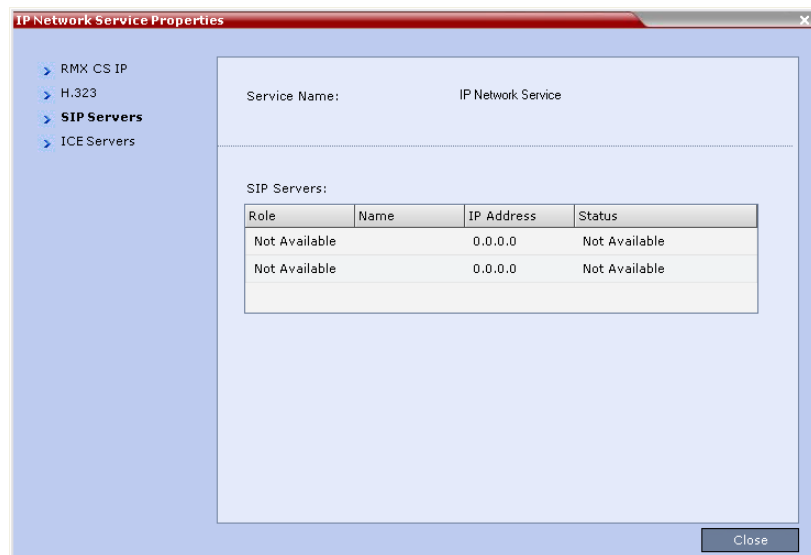 IP Network Service Properties
RMX CS IP
H.323
SIP Servers
ICE Servers
Service Name: IP Network Service
SIP Servers:
Role Name IP Address Status
Not Available 0.0.0.0 Not Available
Not Available 0.0.0.0 Not Available
Close